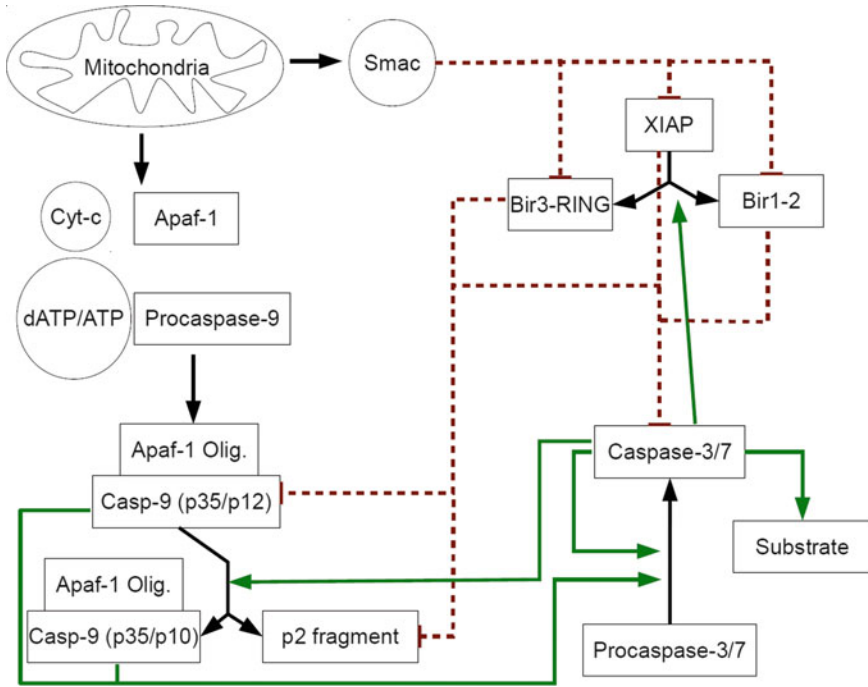 Mitochondria
Smac
XIAP
Bir3-RING
Bir1-2
Cyt-c
Apaf-1
dATP/ATP
Procaspase-9
Apaf-1 Olig.
Casp-9 (p35/p12)
Caspase-3/7
Substrate
Apaf-1 Olig.
Casp-9 (p35/p10)
p2 fragment
Procaspase-3/7